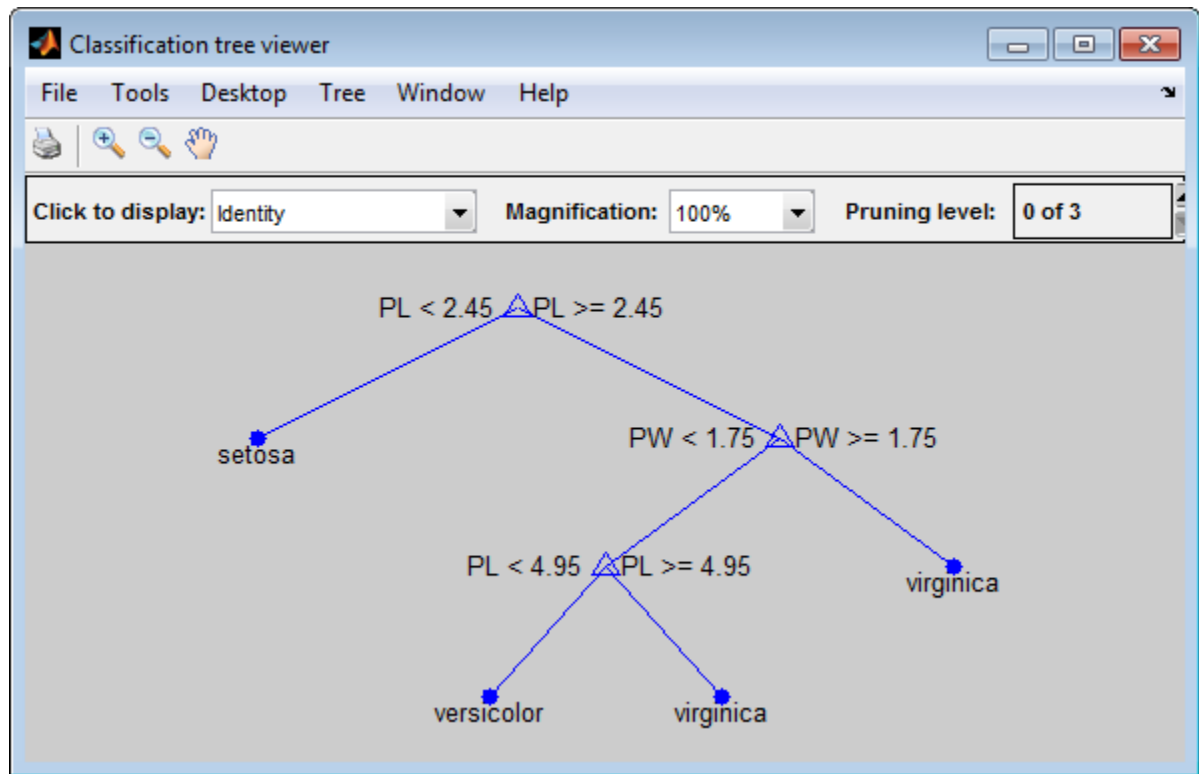 Classification tree viewer
File Tools Desktop Tree Window Help
Click to display: Identity Magnification: 100% Pruning level: 0 of 3
PL < 2.45 PL >= 2.45
setosa
PW < 1.75 PW >= 1.75
PL < 4.95 PL >= 4.95
virginica
versicolor virginica